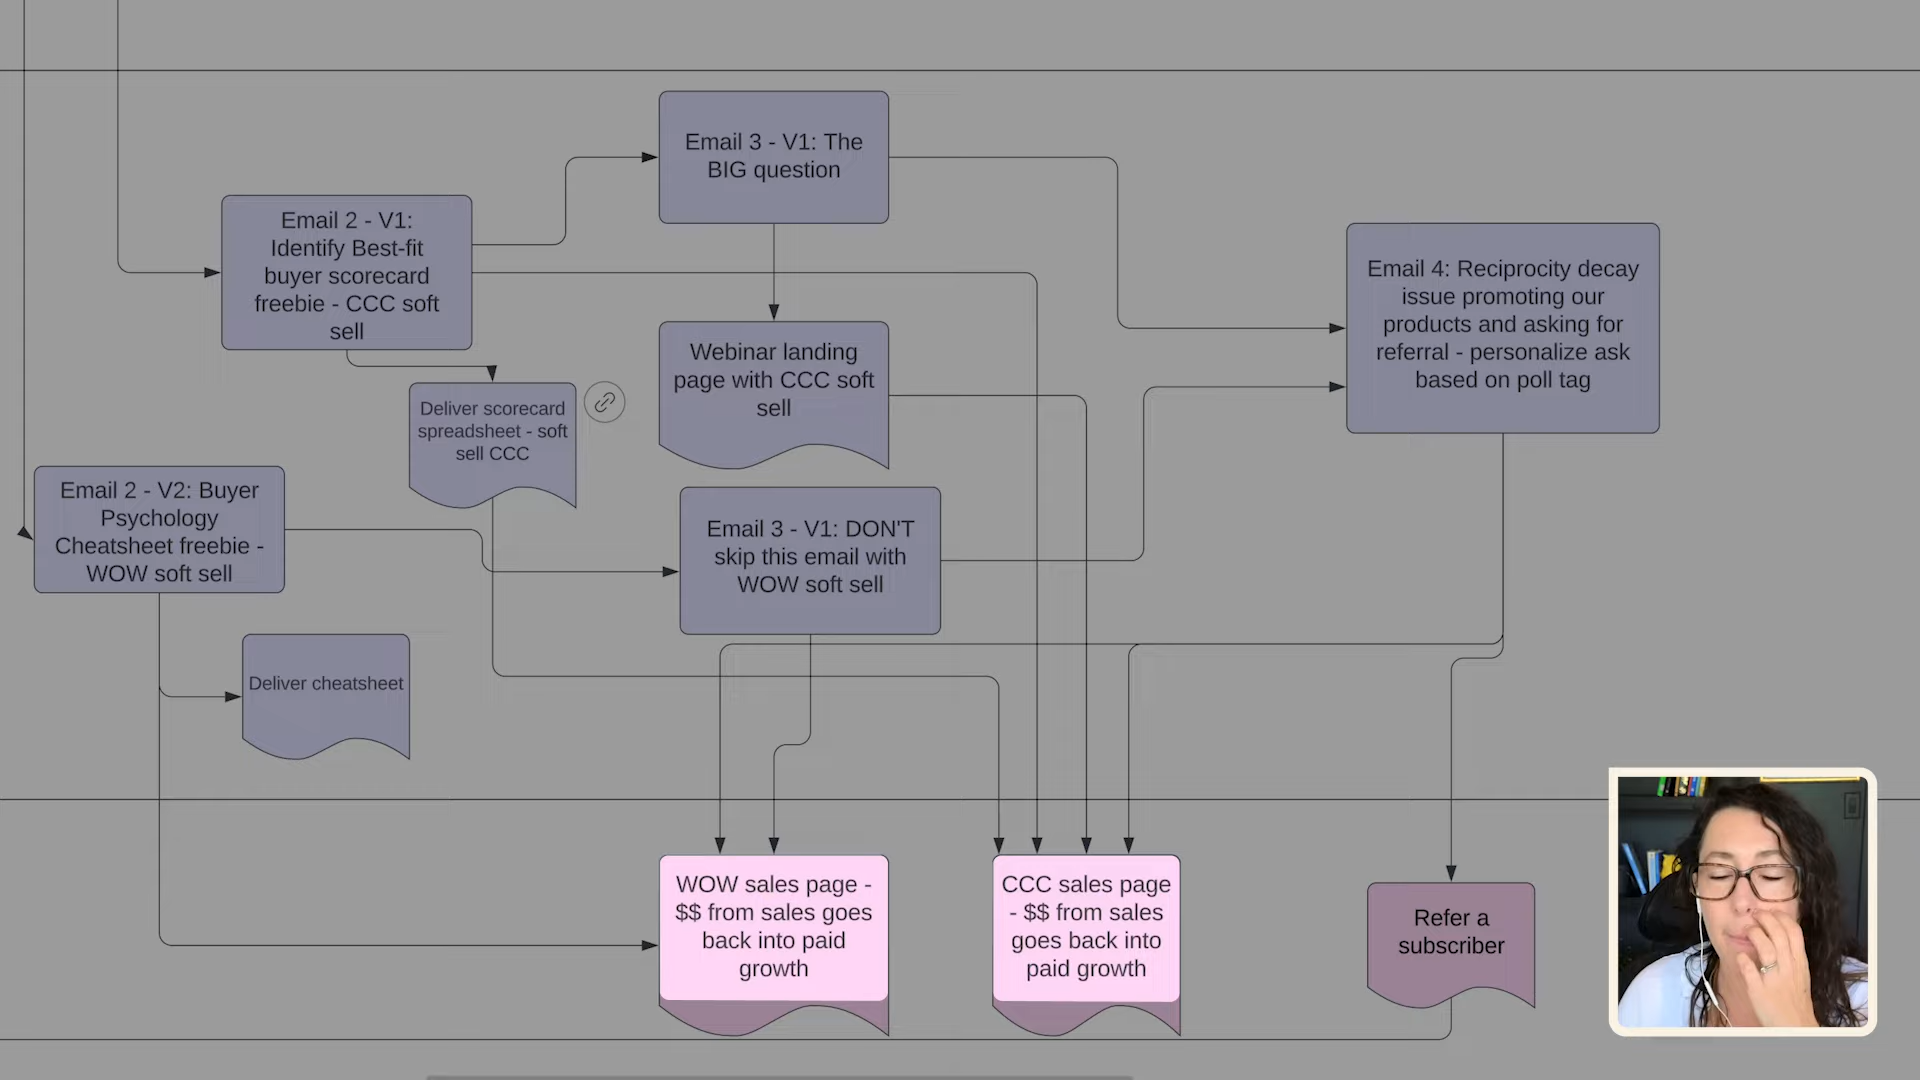 Email 3 - V1: The
BIG question
Email 2 - V1:
Identify Best-fit
buyer scorecard
freebie - CCC soft
sell
Email 4: Reciprocity decay
issue promoting our
products and asking for
referral - personalize ask
based on poll tag
Webinar landing
page with CCC soft
sell
Deliver scorecard
spreadsheet - soft
sell CCC
Email 2 - V2: Buyer
Psychology
Cheatsheet freebie -
WOW soft sell
Email 3 - V1: DON'T
skip this email with
WOW soft sell
Deliver cheatsheet
WOW sales page -
$$ from sales goes
back into paid
growth
CCC sales page
- $$ from sales
goes back into
paid growth
Refer a
subscriber